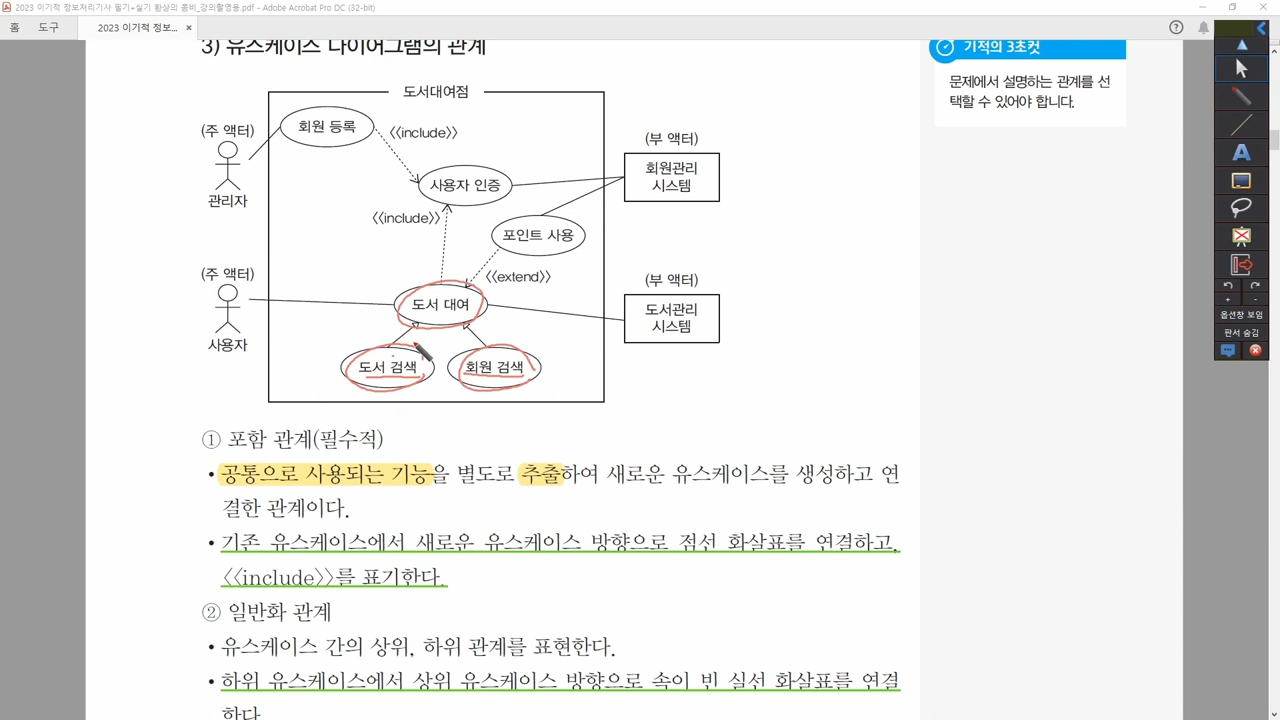 2023 이기적 정보처리기사 필기+실기 환상의 콤비_강의촬영용.pdf - Adobe Acrobat Pro DC (32-bit)
홈 도구 2023 이기적 정보... ×
3) 유스케이스 다이어그램의 관계
기적의 3초컷
문제에서 설명하는 관계를 선
택할 수 있어야 합니다.
도서대여점
(주 액터)
관리자
회원 등록
<<include>>
사용자 인증
(부 액터)
회원관리
시스템
<<include>>
포인트 사용
<<extend>>
(주 액터)
사용자
도서 대여
(부 액터)
도서관리
시스템
도서 검색
회원 검색
① 포함 관계(필수적)
• 공통으로 사용되는 기능을 별도로 추출하여 새로운 유스케이스를 생성하고 연
결한 관계이다.
• 기존 유스케이스에서 새로운 유스케이스 방향으로 점선 화살표를 연결하고,
<<include>>를 표기한다.
② 일반화 관계
• 유스케이스 간의 상위, 하위 관계를 표현한다.
• 하위 유스케이스에서 상위 유스케이스 방향으로 속이 빈 실선 화살표를 연결
한다
옵션창 보임
판서 숨김